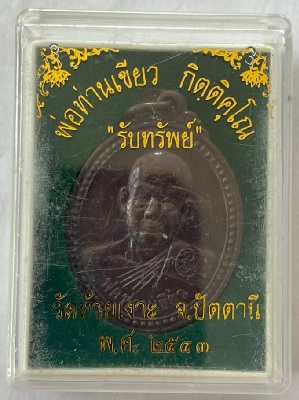 พ่อท่านเขียว กิตฺติคุโณ
"รับทรัพย์"
วัดห้วยเงาะ จ.ปัตตานี
พ.ศ. ๒๕๔๓